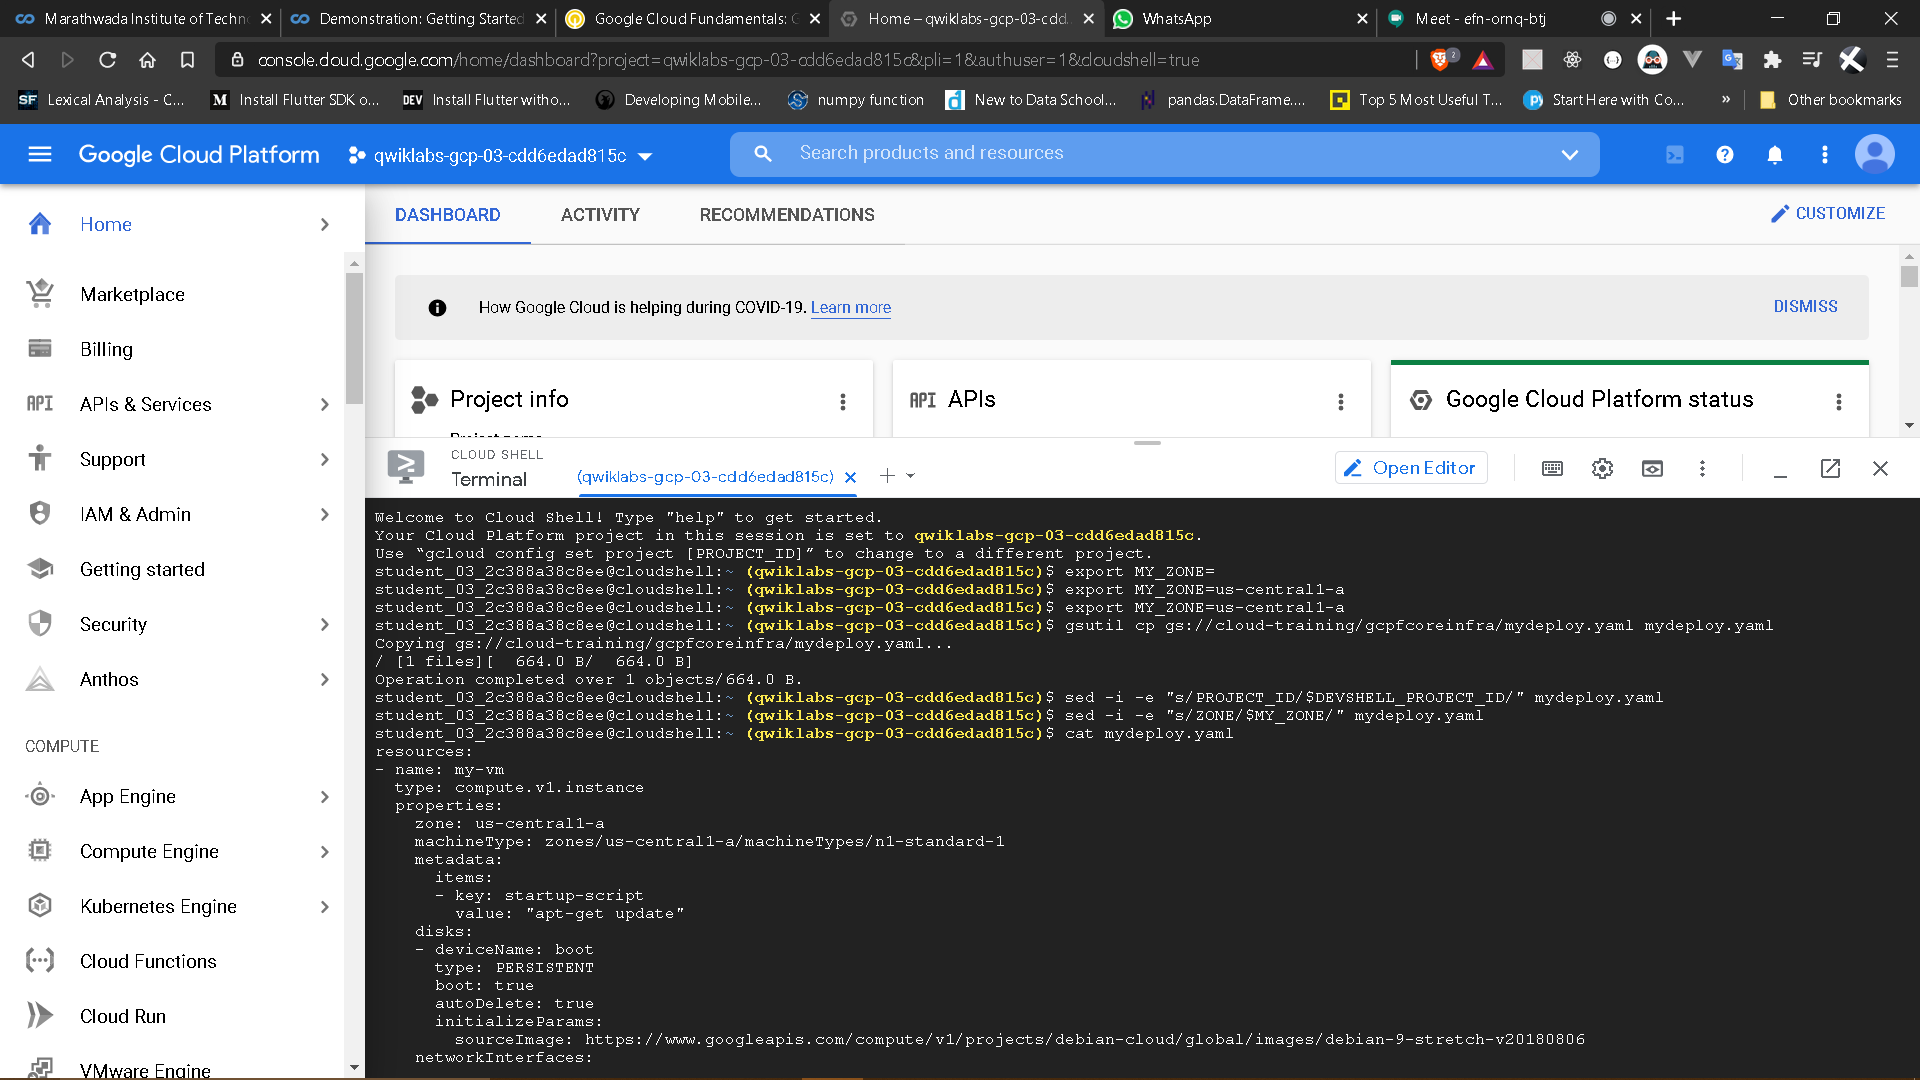 Marathwada Institute of Techn
Demonstration: Getting Started
Google Cloud Fundamentals: G
Home – qwiklabs-gcp-03-cdd
WhatsApp
Meet - efn-ornq-btj
console.cloud.google.com/home/dashboard?project=qwiklabs-gcp-03-cdd6edad815c&pli=1&authuser=1&cloudshell=true
2
SF Lexical Analysis - C...
M Install Flutter SDK o...
DEV Install Flutter witho...
Developing Mobile...
numpy function
New to Data School...
pandas.DataFrame....
Top 5 Most Useful T...
Start Here with Co...
»
Other bookmarks
Google Cloud Platform
qwiklabs-gcp-03-cdd6edad815c
Search products and resources
Home
Marketplace
Billing
API APIs & Services
Support
IAM & Admin
Getting started
Security
Anthos
COMPUTE
App Engine
Compute Engine
Kubernetes Engine
Cloud Functions
Cloud Run
VMware Engine
DASHBOARD
ACTIVITY
RECOMMENDATIONS
CUSTOMIZE
How Google Cloud is helping during COVID-19. Learn more
DISMISS
Project info
Project name
API APIs
Google Cloud Platform status
CLOUD SHELL
Terminal
(qwiklabs-gcp-03-cdd6edad815c)
Open Editor
Welcome to Cloud Shell! Type "help" to get started.
Your Cloud Platform project in this session is set to qwiklabs-gcp-03-cdd6edad815c.
Use “gcloud config set project [PROJECT_ID]” to change to a different project.
student_03_2c388a38c8ee@cloudshell:~ (qwiklabs-gcp-03-cdd6edad815c)$ export MY_ZONE=
student_03_2c388a38c8ee@cloudshell:~ (qwiklabs-gcp-03-cdd6edad815c)$ export MY_ZONE=us-central1-a
student_03_2c388a38c8ee@cloudshell:~ (qwiklabs-gcp-03-cdd6edad815c)$ export MY_ZONE=us-central1-a
student_03_2c388a38c8ee@cloudshell:~ (qwiklabs-gcp-03-cdd6edad815c)$ gsutil cp gs://cloud-training/gcpfcoreinfra/mydeploy.yaml mydeploy.yaml
Copying gs://cloud-training/gcpfcoreinfra/mydeploy.yaml...
/ [1 files][  664.0 B/  664.0 B]
Operation completed over 1 objects/664.0 B.
student_03_2c388a38c8ee@cloudshell:~ (qwiklabs-gcp-03-cdd6edad815c)$ sed -i -e "s/PROJECT_ID/$DEVSHELL_PROJECT_ID/" mydeploy.yaml
student_03_2c388a38c8ee@cloudshell:~ (qwiklabs-gcp-03-cdd6edad815c)$ sed -i -e "s/ZONE/$MY_ZONE/" mydeploy.yaml
student_03_2c388a38c8ee@cloudshell:~ (qwiklabs-gcp-03-cdd6edad815c)$ cat mydeploy.yaml
resources:
- name: my-vm
  type: compute.v1.instance
  properties:
    zone: us-central1-a
    machineType: zones/us-central1-a/machineTypes/n1-standard-1
    metadata:
      items:
      - key: startup-script
        value: "apt-get update"
    disks:
    - deviceName: boot
      type: PERSISTENT
      boot: true
      autoDelete: true
      initializeParams:
        sourceImage: https://www.googleapis.com/compute/v1/projects/debian-cloud/global/images/debian-9-stretch-v20180806
    networkInterfaces: